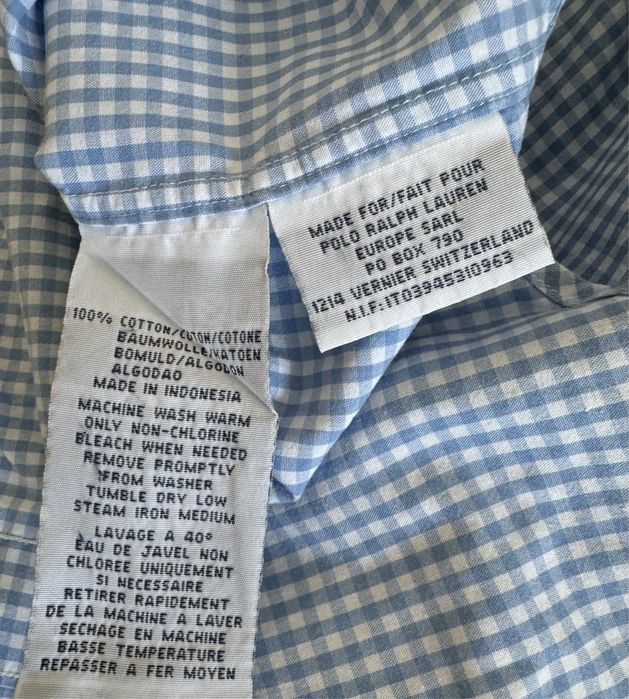 100% COTTON/COTON/COTONE
BAUMWOLLE/KATOEN
BOMULD/ALGODON
ALGODAO
MADE IN INDONESIA
MACHINE WASH WARM
ONLY NON-CHLORINE
BLEACH WHEN NEEDED
REMOVE PROMPTLY
FROM WASHER
TUMBLE DRY LOW
STEAM IRON MEDIUM
LAVAGE A 40°
EAU DE JAVEL NON
CHLOREE UNIQUEMENT
SI NECESSAIRE
RETIRER RAPIDEMENT
DE LA MACHINE A LAVER
SECHAGE EN MACHINE
BASSE TEMPERATURE
REPASSER A FER MOYEN
MADE FOR/FAIT POUR
POLO RALPH LAUREN
EUROPE SARL
PO BOX 790
1214 VERNIER SWITZERLAND
N.I.F:IT03945310963